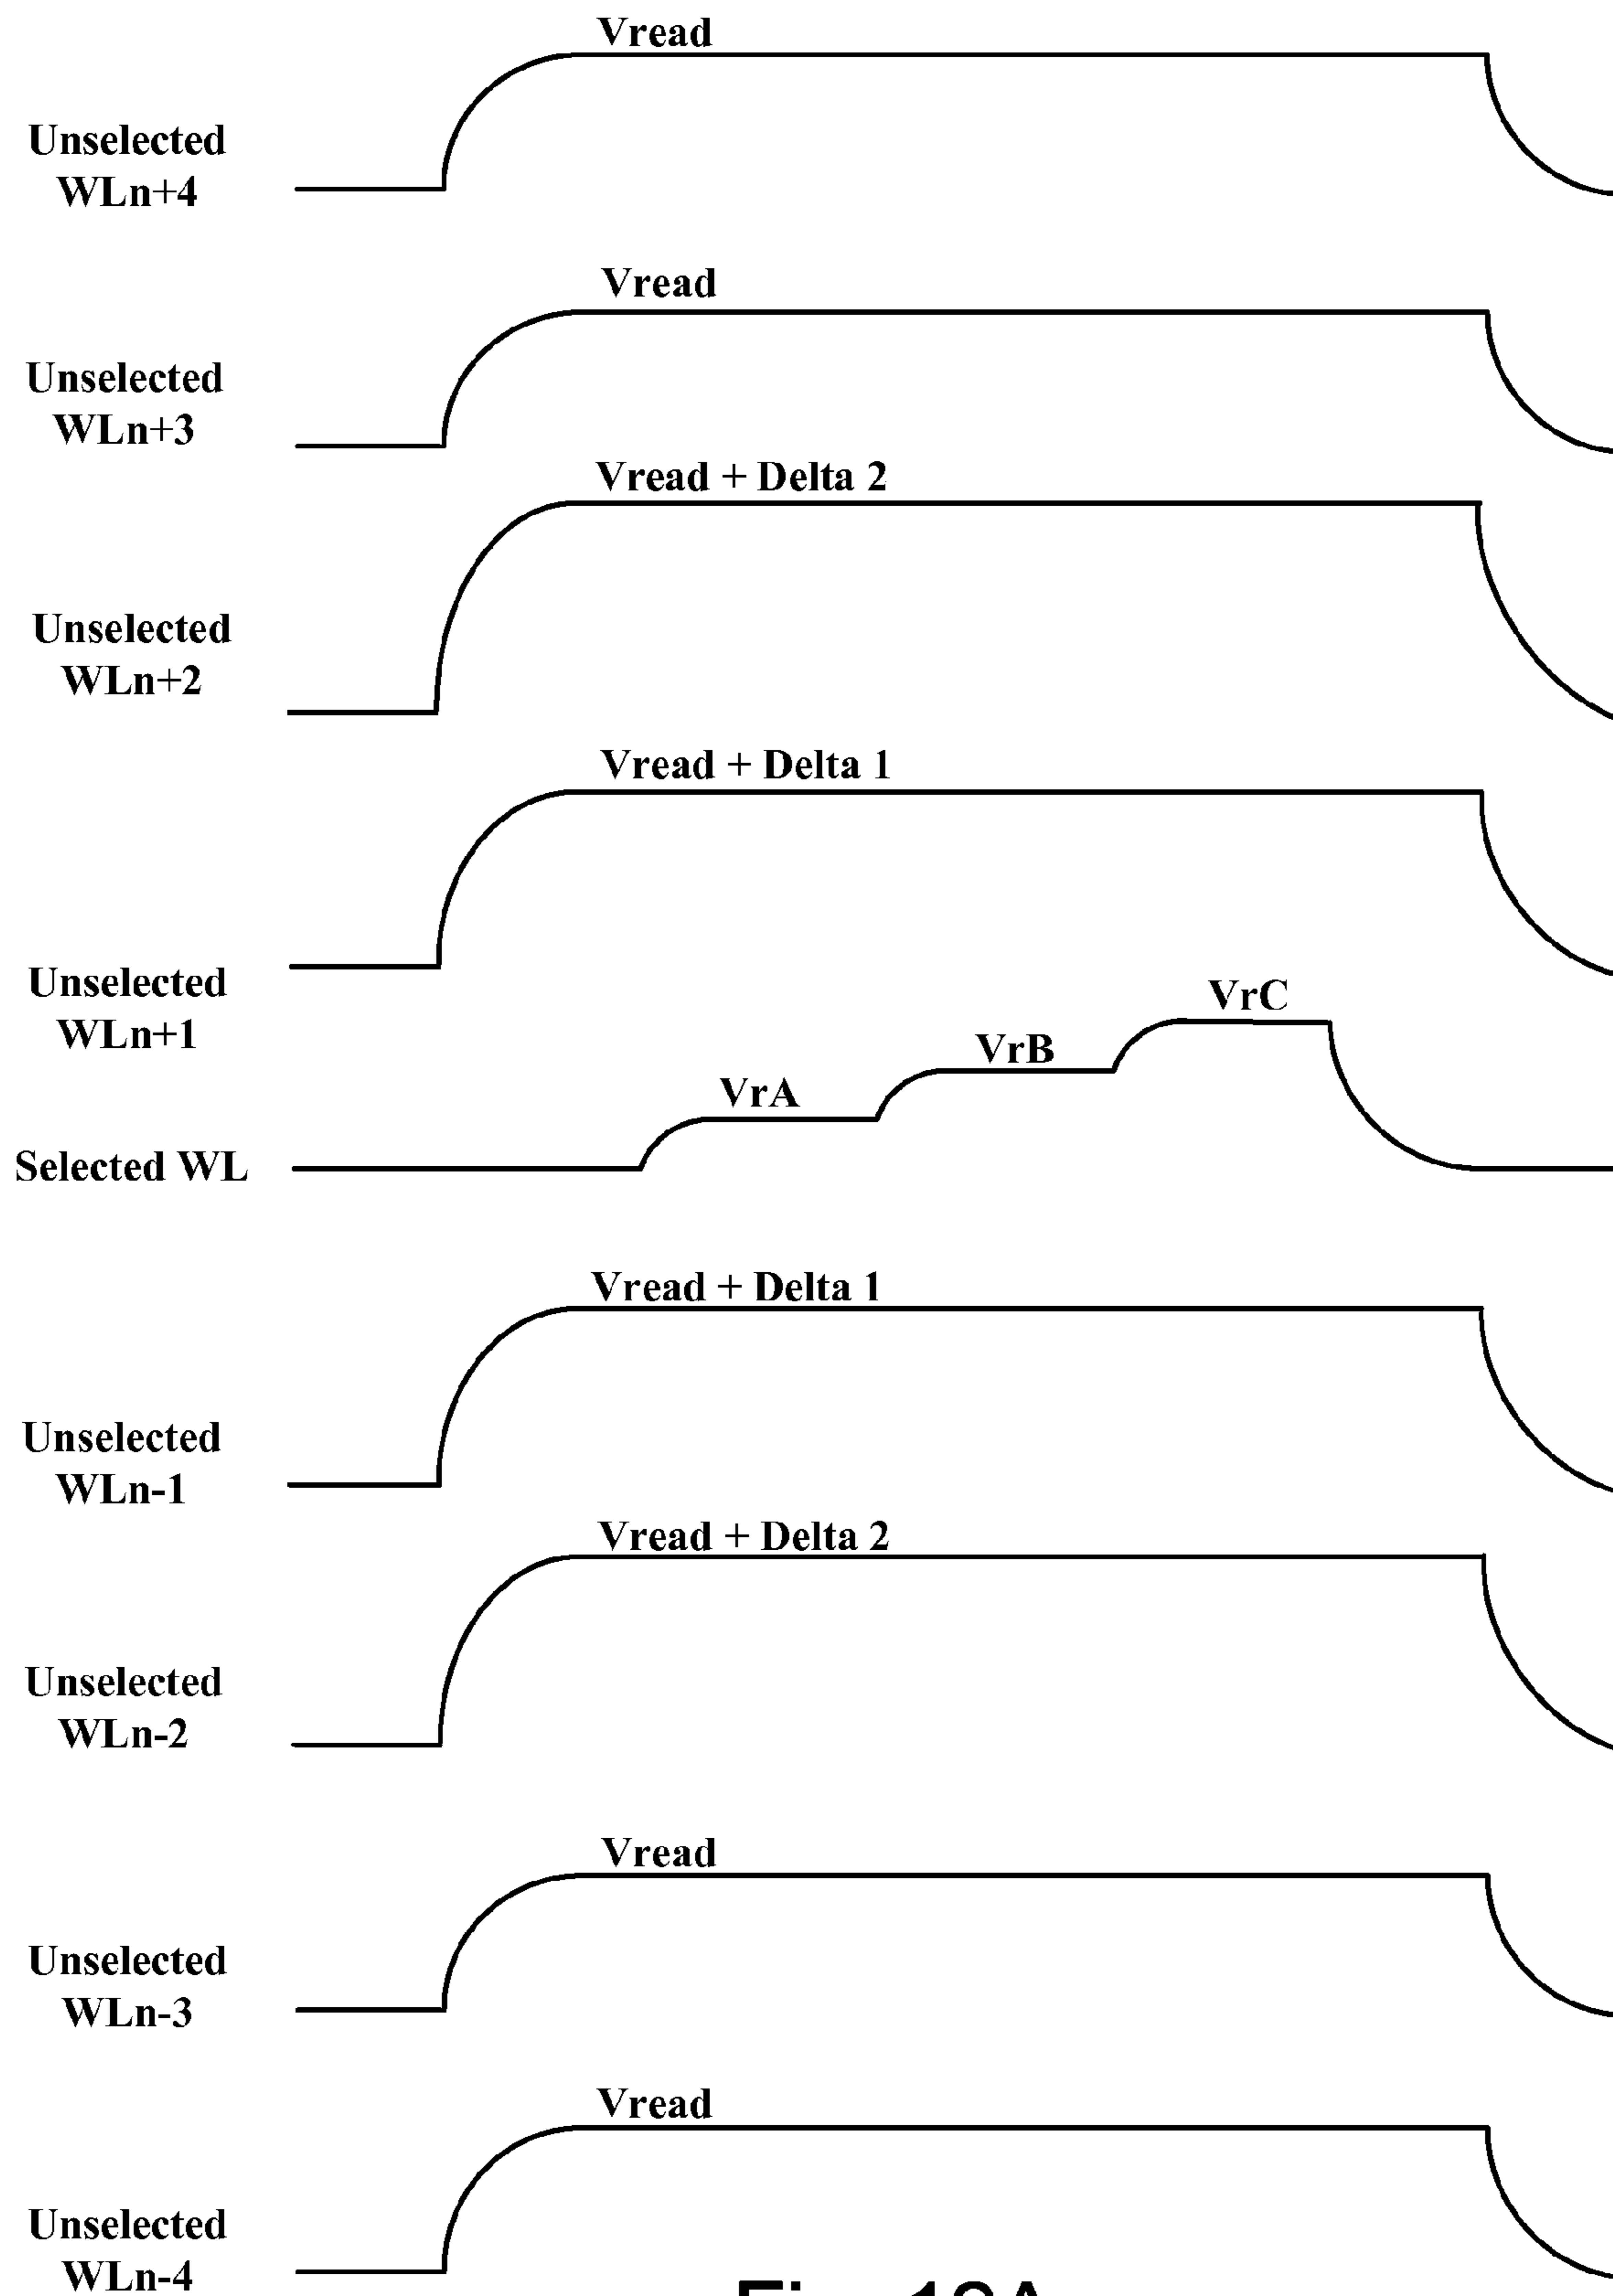 Vread
Unselected
WLn+4
Vread
Unselected
WLn+3
Vread + Delta 2
Unselected
WLn+2
Vread + Delta 1
Unselected
WLn+1
VrC
VrB
VrA
Selected WL
Vread + Delta 1
Unselected
WLn-1
Vread + Delta 2
Unselected
WLn-2
Vread
Unselected
WLn-3
Vread
Unselected
WLn-4